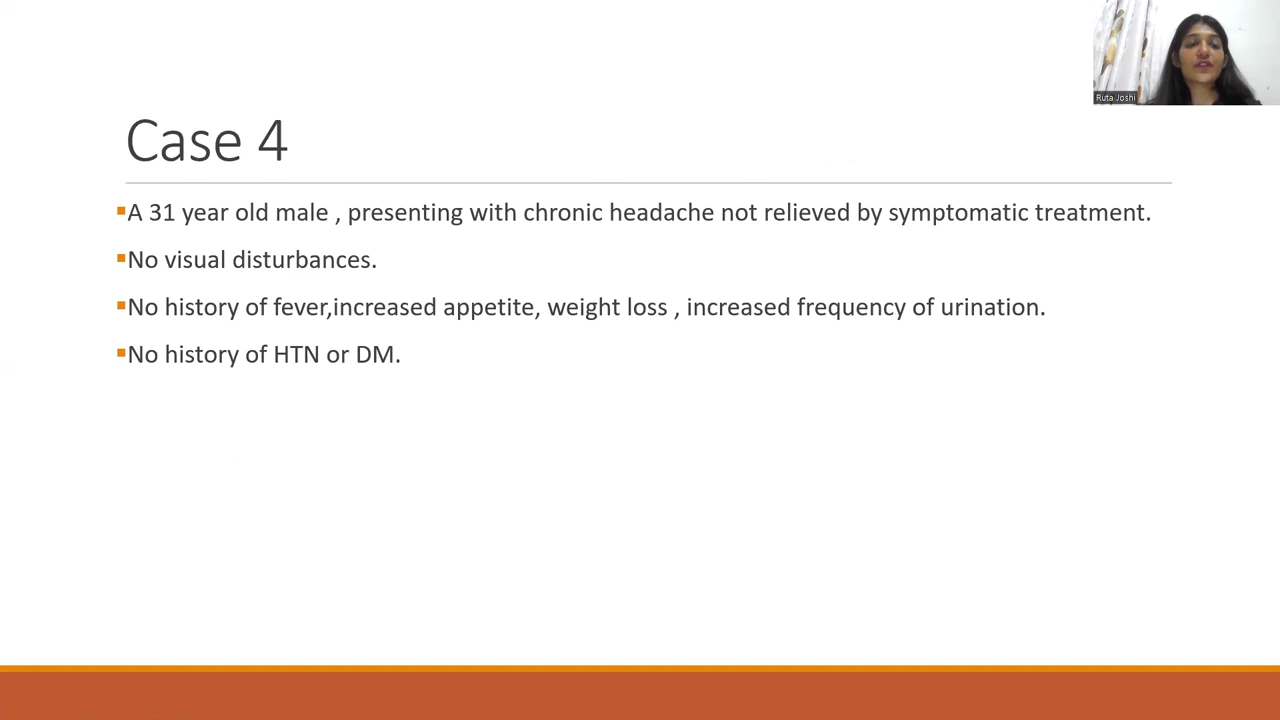 Ruta Joshi
Case 4
▪A 31 year old male , presenting with chronic headache not relieved by symptomatic treatment.
▪No visual disturbances.
▪No history of fever,increased appetite, weight loss , increased frequency of urination.
▪No history of HTN or DM.